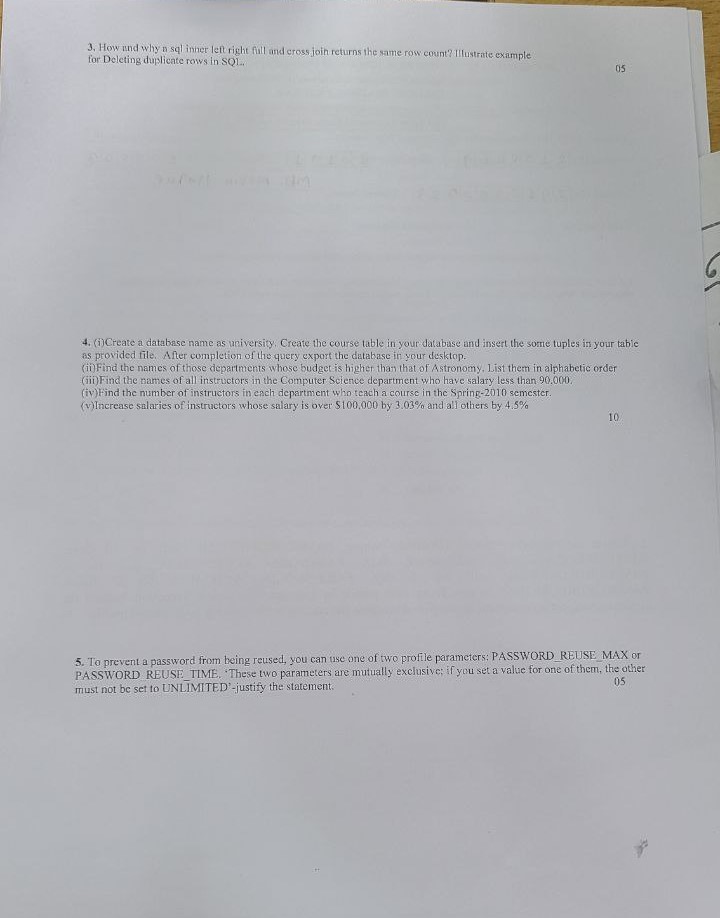 3. How and why a sql inner left right full and cross join returns the same row count? Illustrate example
for Deleting duplicate rows in SQL.
05
4. (i)Create a database name as university. Create the course table in your database and insert the some tuples in your table
as provided file. After completion of the query export the database in your desktop.
(ii)Find the names of those departments whose budget is higher than that of Astronomy. List them in alphabetic order
(iii)Find the names of all instructors in the Computer Science department who have salary less than 90,000.
(iv)Find the number of instructors in each department who teach a course in the Spring-2010 semester.
(v)Increase salaries of instructors whose salary is over $100,000 by 3.03% and all others by 4.5%
10
5. To prevent a password from being reused, you can use one of two profile parameters: PASSWORD_REUSE_MAX or
PASSWORD_REUSE_TIME. 'These two parameters are mutually exclusive; if you set a value for one of them, the other
must not be set to UNLIMITED'-justify the statement.
05